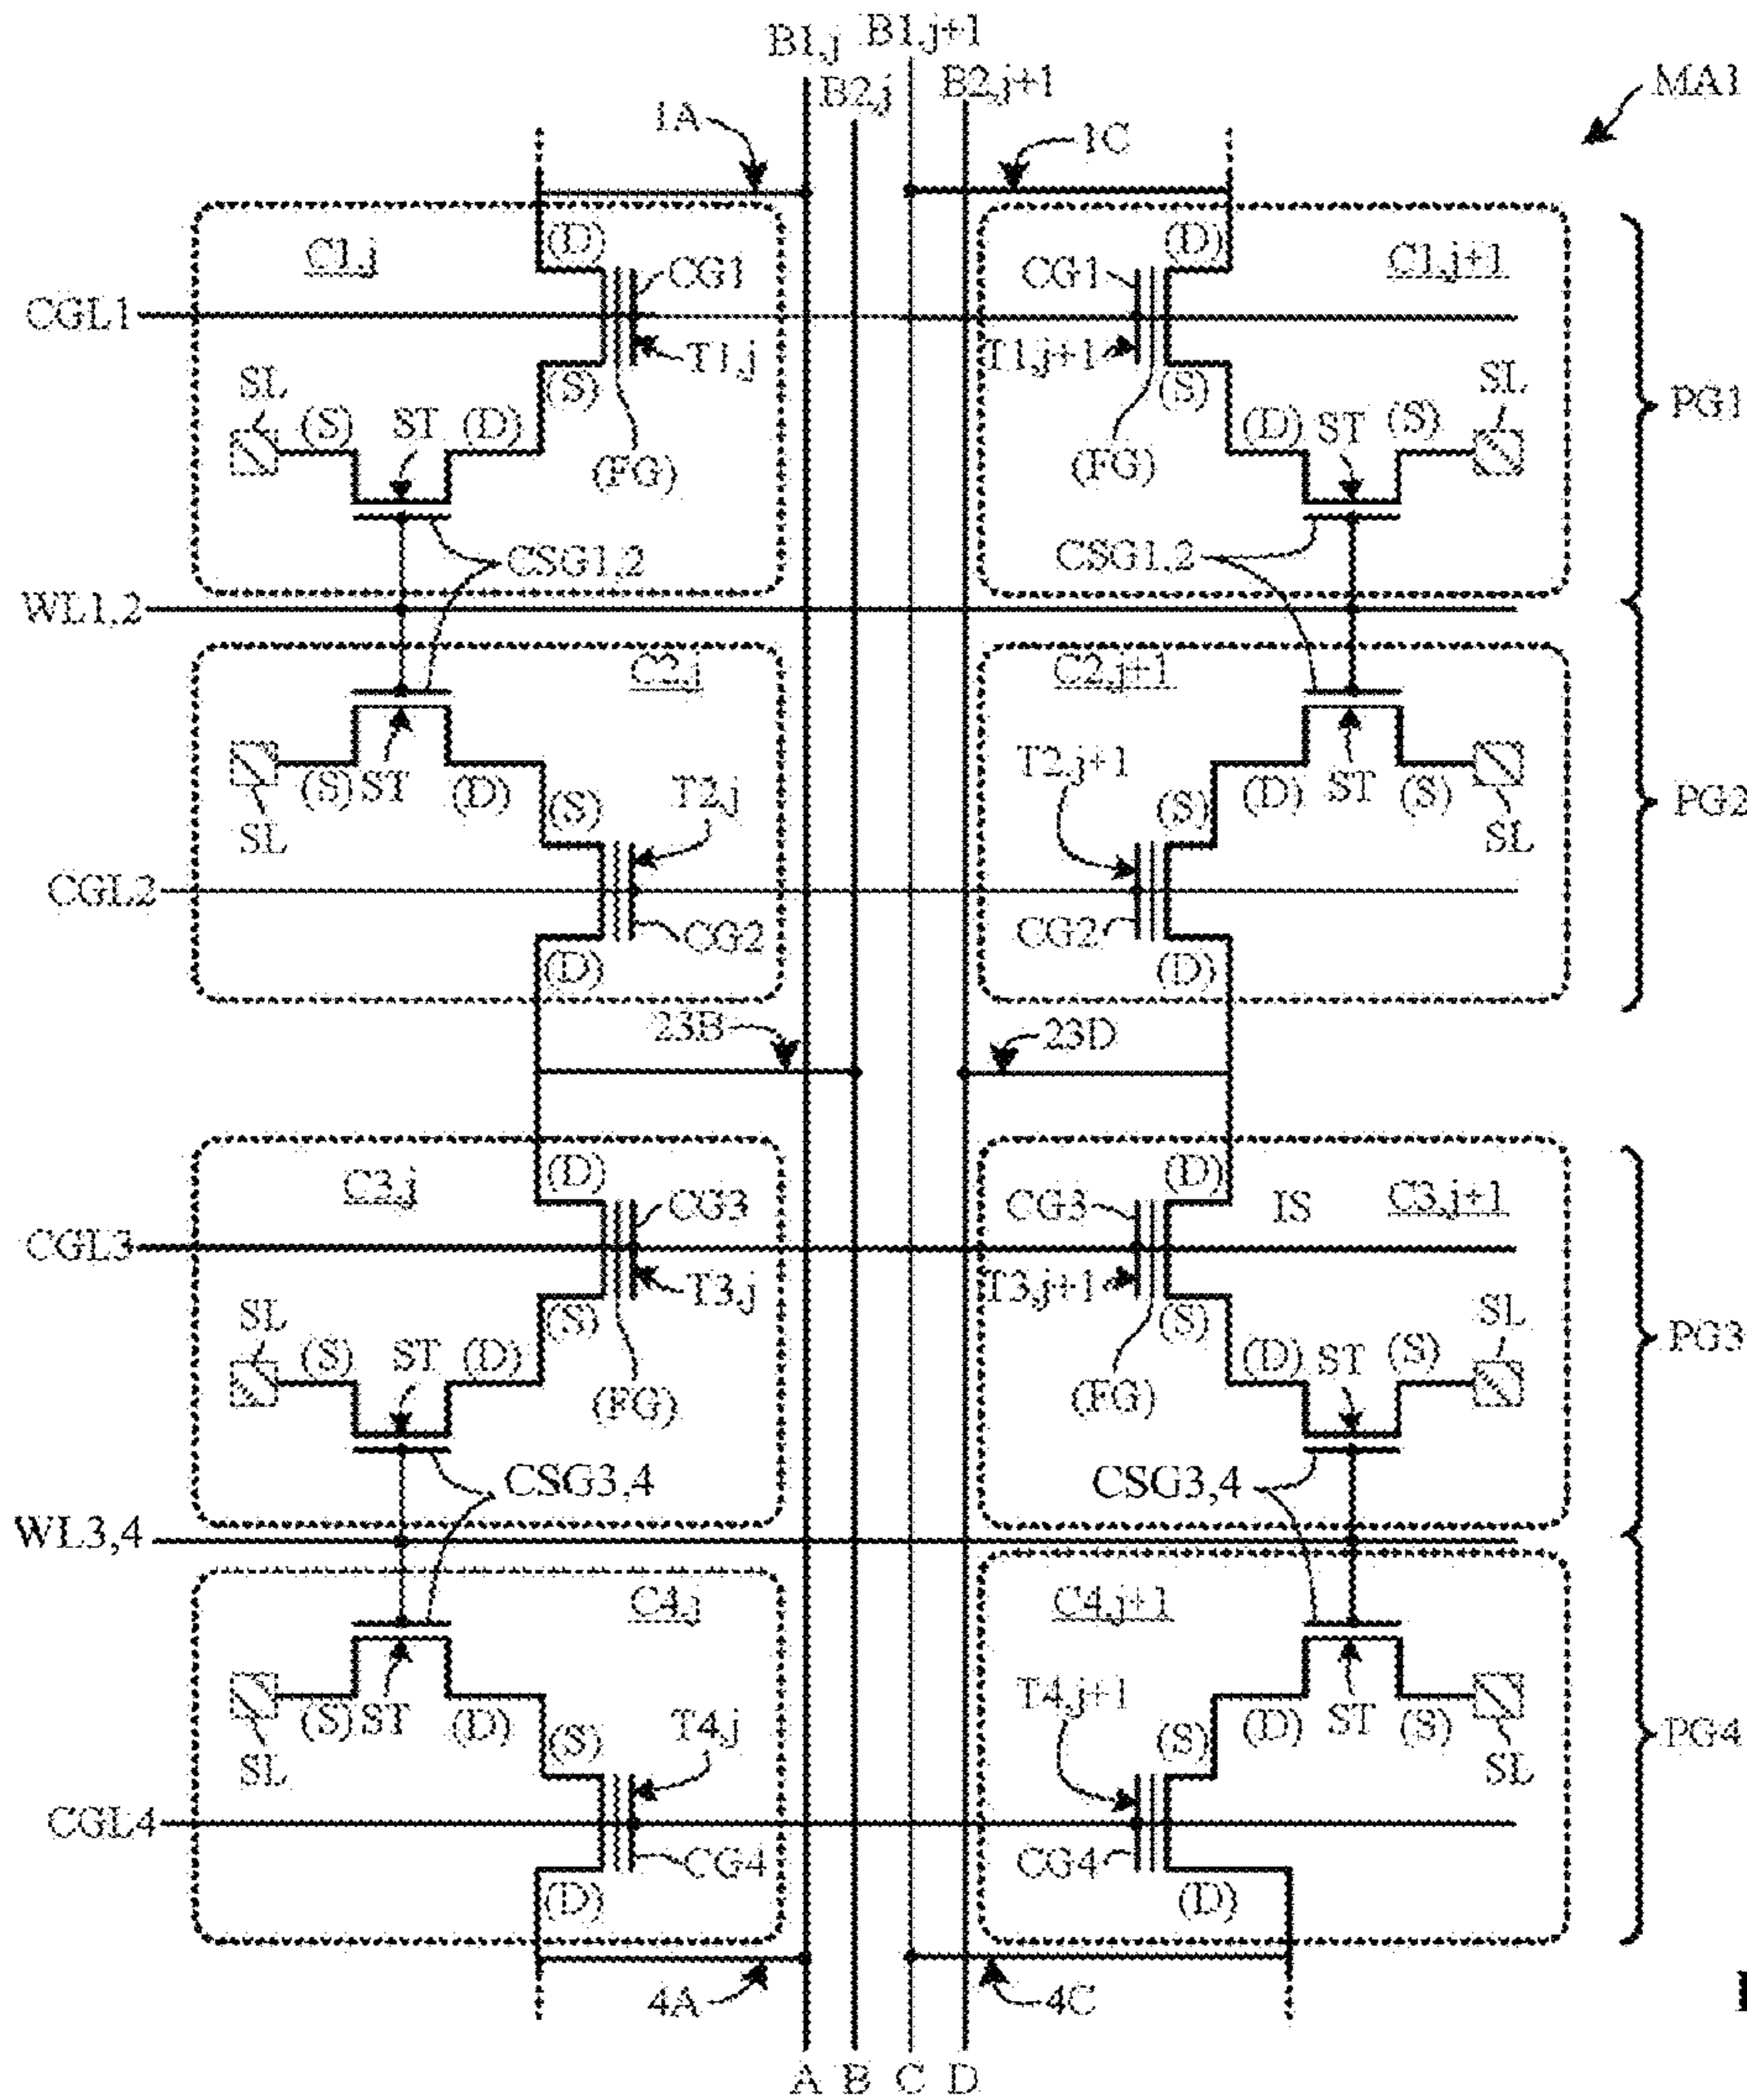 B1,j B1,j+1
B2,j B2,j+1
MA1
1A 1C
C1,j (D) (D) C1,j+1
CG1 CG1
CGL1
T1,j T1,j+1
SL (S) (S) SL
PG1
(S) ST (D) (D) ST (S)
(FG) (FG)
CSG1,2 CSG1,2
WL1,2
C2,j C2,j+1
T2,j T2,j+1
(S) ST (D) (S) (S) (D) ST (S)
PG2
SL SL
CGL2
CG2 CG2
(D) (D)
23B 23D
C3,j (D) (D) C3,j+1
CG3 CG3 IS
CGL3
T3,j T3,j+1
SL (S) (S) SL
PG3
(S) ST (D) (D) ST (S)
(FG) (FG)
CSG3,4 CSG3,4
WL3,4
C4,j C4,j+1
T4,j T4,j+1
(S) ST (D) (S) (S) (D) ST (S)
PG4
SL SL
CGL4
CG4 CG4
(D) (D)
4A 4C
A B C D